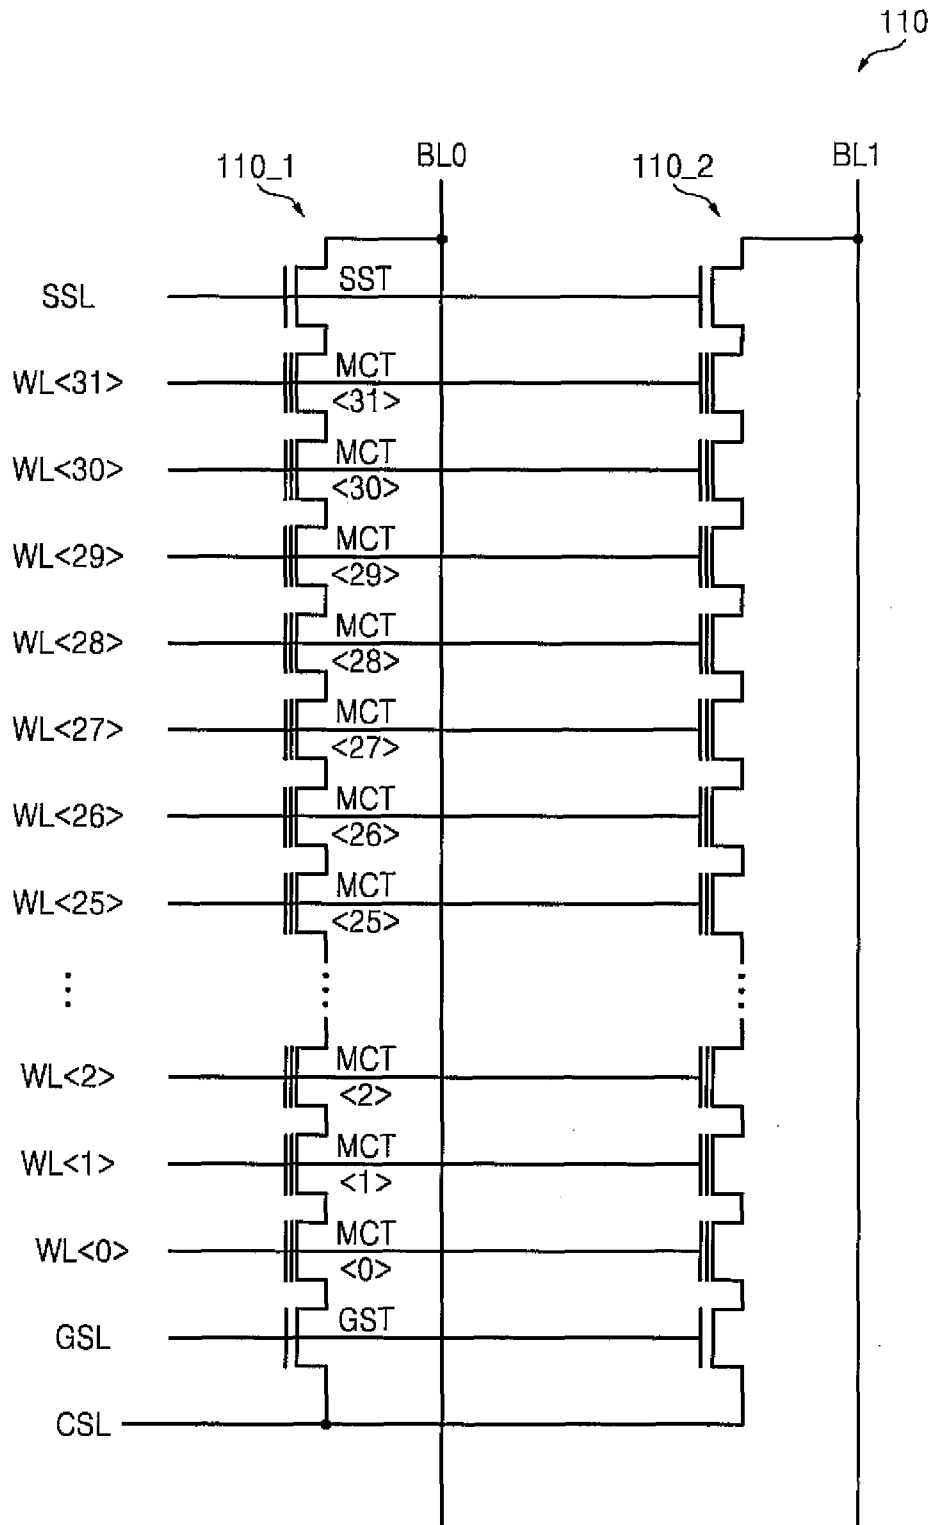 110
110_1
BL0
110_2
BL1
SSL
SST
WL<31>
MCT
<31>
WL<30>
MCT
<30>
WL<29>
MCT
<29>
WL<28>
MCT
<28>
WL<27>
MCT
<27>
WL<26>
MCT
<26>
WL<25>
MCT
<25>
WL<2>
MCT
<2>
WL<1>
MCT
<1>
WL<0>
MCT
<0>
GSL
GST
CSL